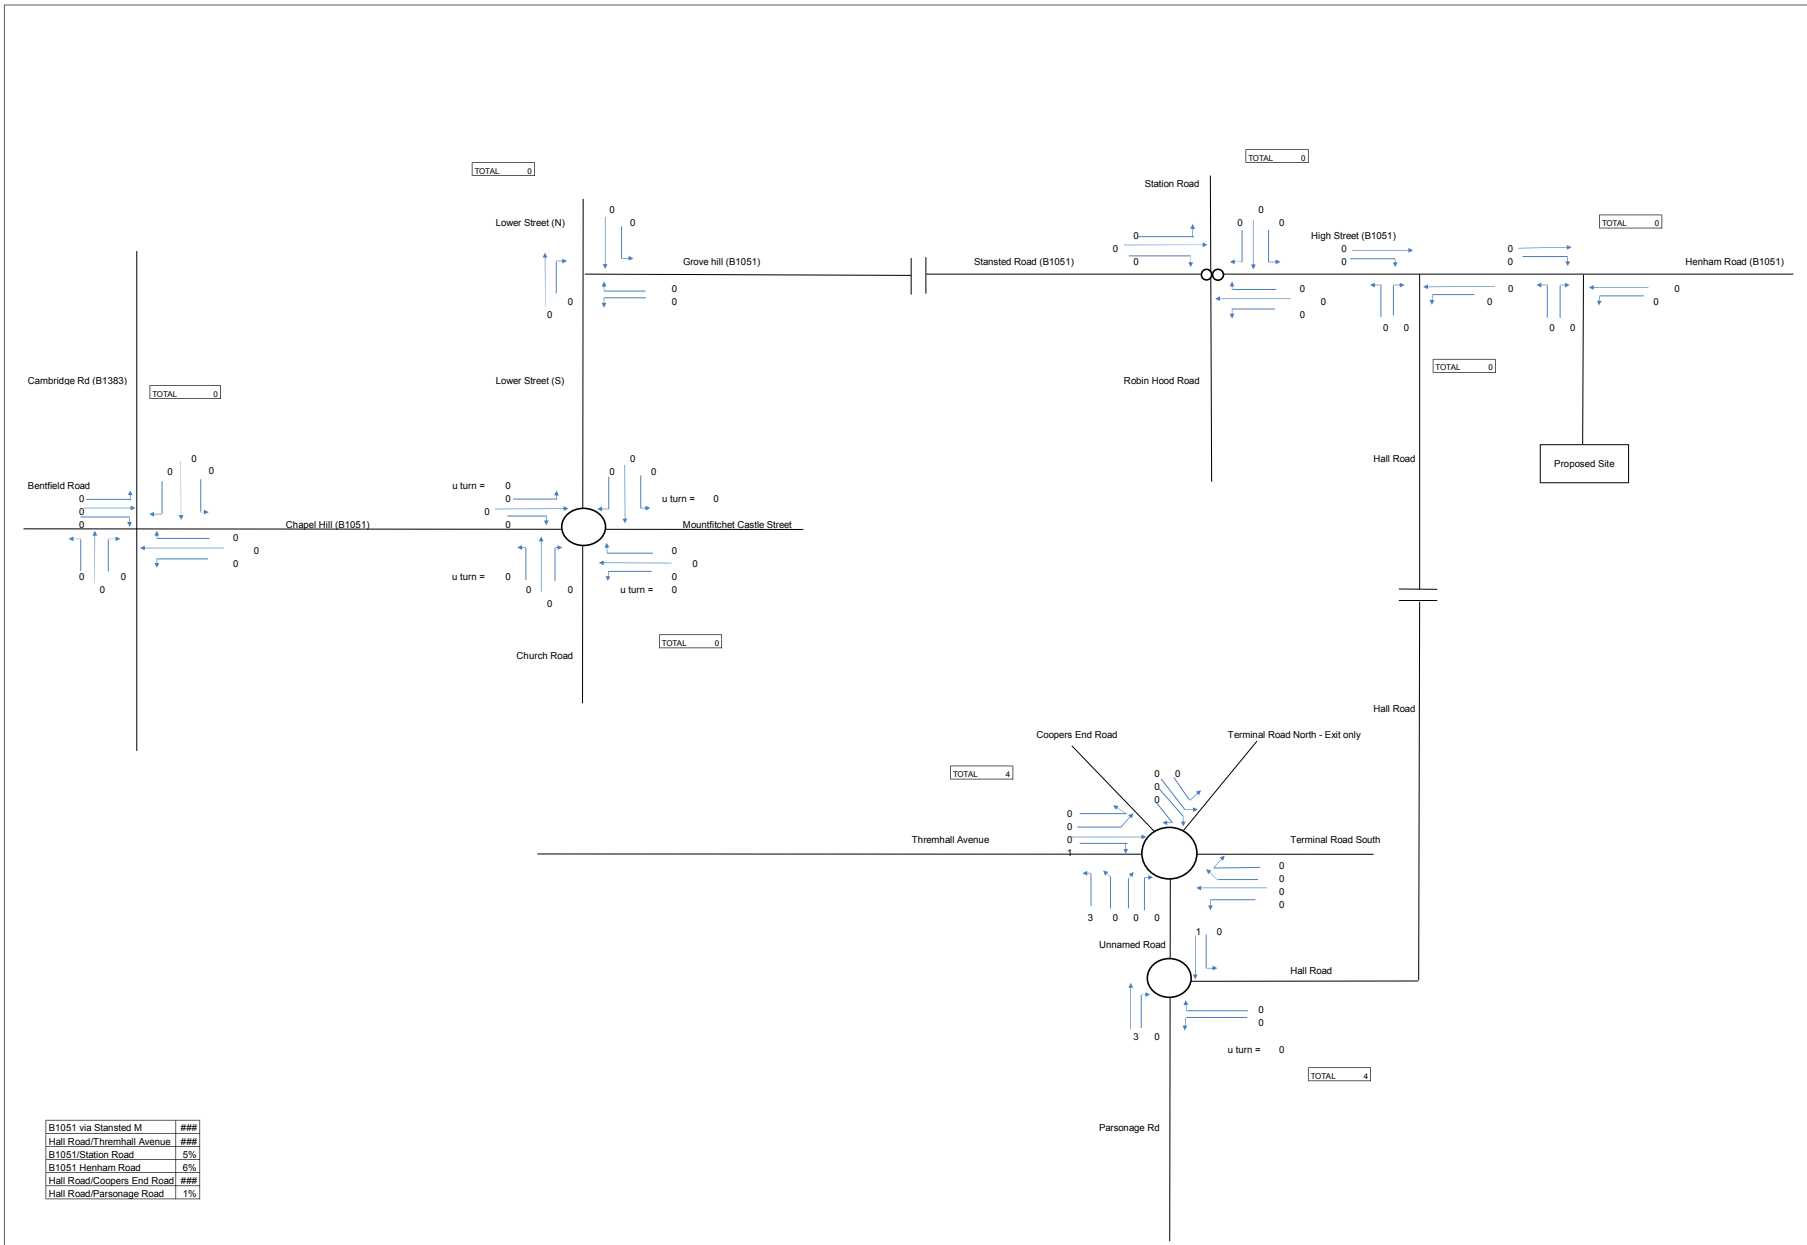 TOTAL 0
TOTAL 0
Station Road
Lower Street (N)
0
0
0
0 0
0
0
0
High Street (B1051)
0
0
0
0
TOTAL 0
Grove hill (B1051)
Stansted Road (B1051)
Henham Road (B1051)
0
0
0
0
0
0
0
0 0
0
0
0 0
0
0
Cambridge Rd (B1383)
TOTAL 0
Lower Street (S)
Robin Hood Road
TOTAL 0
Bentfield Road
0
0
0
0
0
0
Hall Road
Proposed Site
u turn = 0
0
0
0
0
0
0
u turn = 0
Chapel Hill (B1051)
Mountfitchet Castle Street
0
0
0
0 0
0
u turn = 0
0 0
0
0
0
0
u turn = 0
Church Road
TOTAL 0
Hall Road
Coopers End Road
Terminal Road North - Exit only
TOTAL 4
0 0
0
0
0
0
0
1
Thremhall Avenue
Terminal Road South
0
0
0
0
3 0 0 0
Unnamed Road
1 0
Hall Road
3 0
0
0
u turn = 0
TOTAL 4
Parsonage Rd
B1051 via Stansted M ###
Hall Road/Thremhall Avenue ###
B1051/Station Road 5%
B1051 Henham Road 6%
Hall Road/Coopers End Road ###
Hall Road/Parsonage Road 1%